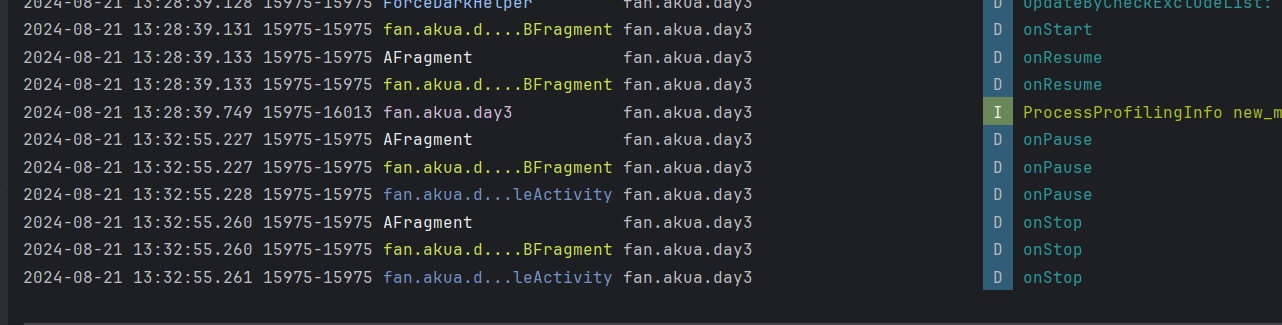 2024-08-21 13:28:39.128 15975-15975 ForceDarkHelper fan.akua.day3 D updateByCheckExcludeList:
2024-08-21 13:28:39.131 15975-15975 fan.akua.d....BFragment fan.akua.day3 D onStart
2024-08-21 13:28:39.133 15975-15975 AFragment fan.akua.day3 D onResume
2024-08-21 13:28:39.133 15975-15975 fan.akua.d....BFragment fan.akua.day3 D onResume
2024-08-21 13:28:39.749 15975-16013 fan.akua.day3 fan.akua.day3 I ProcessProfilingInfo new_m
2024-08-21 13:32:55.227 15975-15975 AFragment fan.akua.day3 D onPause
2024-08-21 13:32:55.227 15975-15975 fan.akua.d....BFragment fan.akua.day3 D onPause
2024-08-21 13:32:55.228 15975-15975 fan.akua.d...leActivity fan.akua.day3 D onPause
2024-08-21 13:32:55.260 15975-15975 AFragment fan.akua.day3 D onStop
2024-08-21 13:32:55.260 15975-15975 fan.akua.d....BFragment fan.akua.day3 D onStop
2024-08-21 13:32:55.261 15975-15975 fan.akua.d...leActivity fan.akua.day3 D onStop